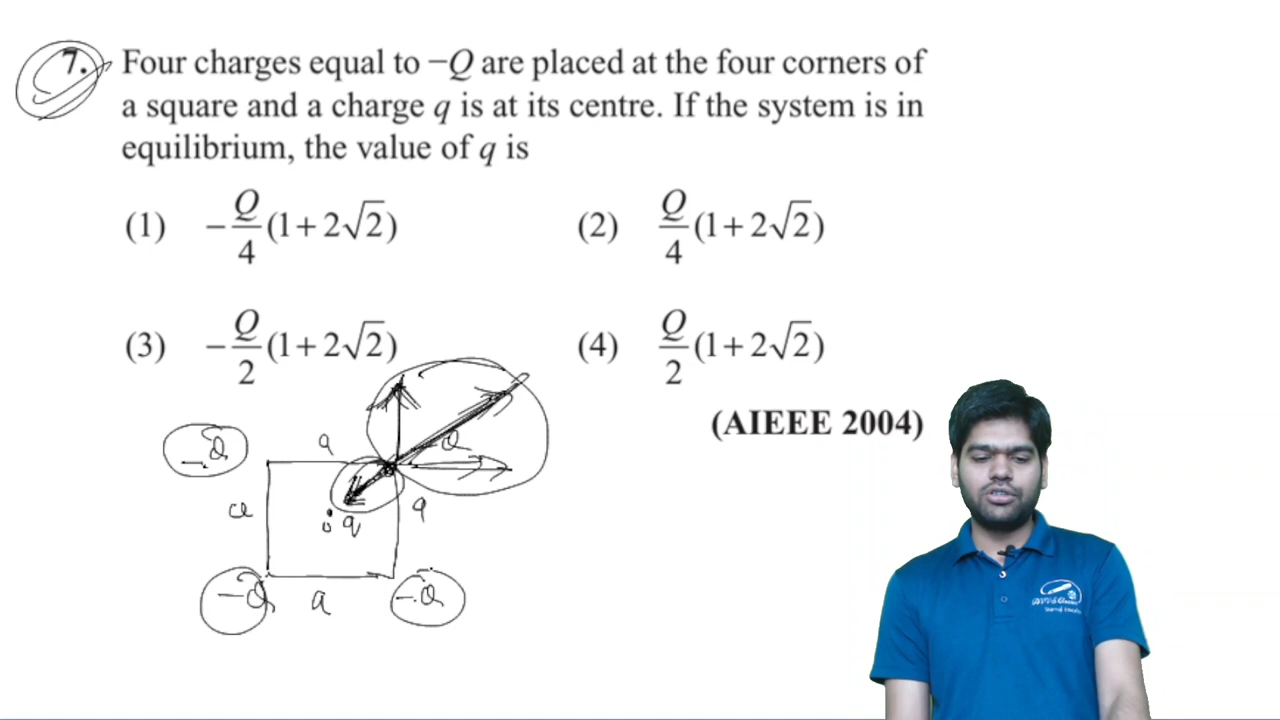 7. Four charges equal to −Q are placed at the four corners of
a square and a charge q is at its centre. If the system is in
equilibrium, the value of q is
(1) −Q/4(1+2√2) (2) Q/4(1+2√2)
(3) −Q/2(1+2√2) (4) Q/2(1+2√2)
(AIEEE 2004)
−Q a −Q
a q a
−Q a −Q